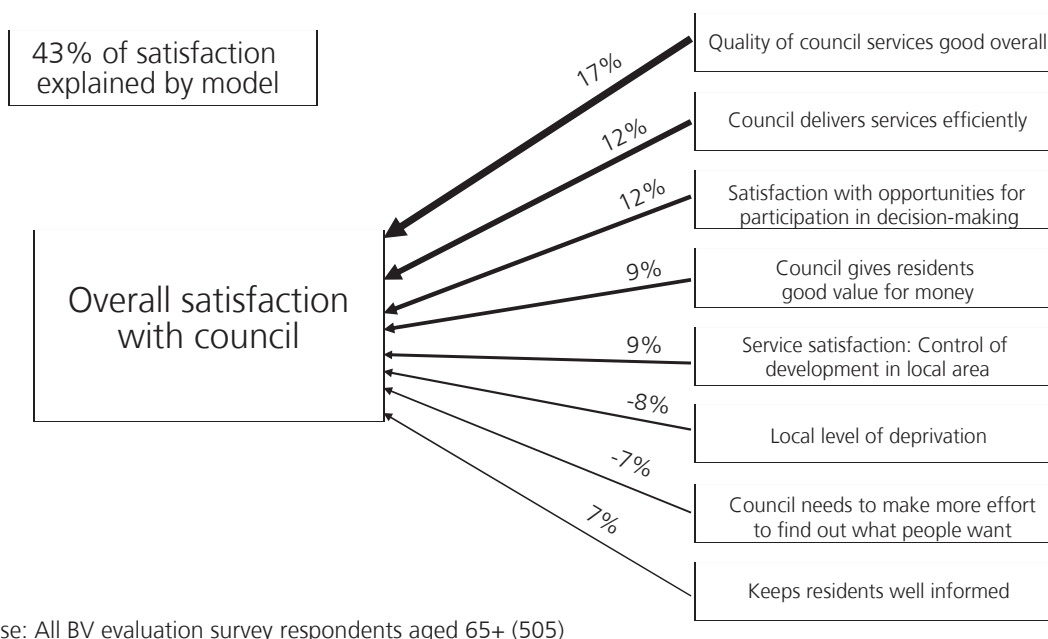 43% of satisfaction
explained by model
Overall satisfaction
with council
17%
Quality of council services good overall
12%
Council delivers services efficiently
12%
Satisfaction with opportunities for
participation in decision-making
9%
Council gives residents
good value for money
9%
Service satisfaction: Control of
development in local area
-8%
Local level of deprivation
-7%
Council needs to make more effort
to find out what people want
7%
Keeps residents well informed
se: All BV evaluation survey respondents aged 65+ (505)